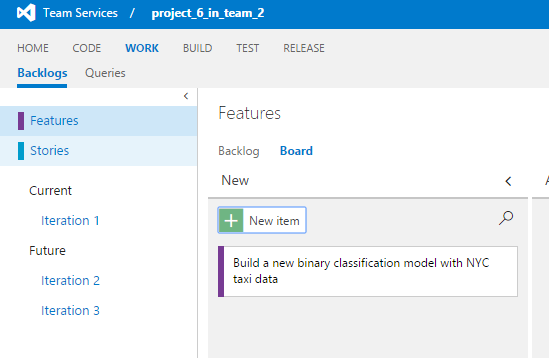 Team Services / project_6_in_team_2
HOME CODE WORK BUILD TEST RELEASE
Backlogs Queries
Features
Stories
Current
Iteration 1
Future
Iteration 2
Iteration 3
Features
Backlog Board
New
New item
Build a new binary classification model with NYC
taxi data